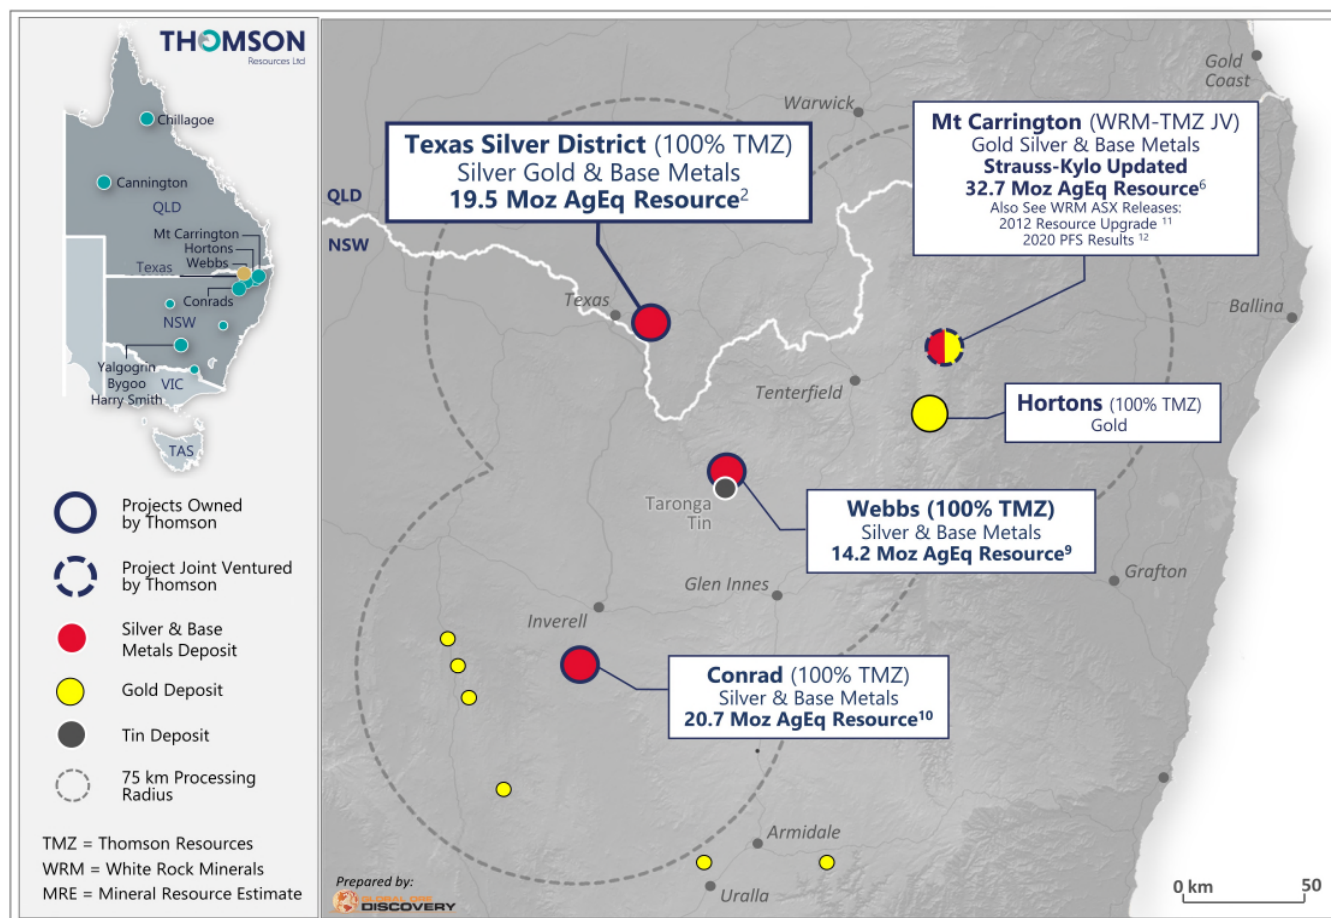 THOMSON
Resources Ltd
Chillagoe
Cannington
QLD
Mt Carrington
Hortons
Webbs
Texas
Conrads
NSW
Yalgogrin
Bygoo
Harry Smith
VIC
TAS
Projects Owned
by Thomson
Project Joint Ventured
by Thomson
Silver & Base
Metals Deposit
Gold Deposit
Tin Deposit
75 km Processing
Radius
TMZ = Thomson Resources
WRM = White Rock Minerals
MRE = Mineral Resource Estimate
Gold
Coast
Warwick
Texas Silver District (100% TMZ)
Silver Gold & Base Metals
19.5 Moz AgEq Resource2
Mt Carrington (WRM-TMZ JV)
Gold Silver & Base Metals
Strauss-Kylo Updated
32.7 Moz AgEq Resource6
Also See WRM ASX Releases:
2012 Resource Upgrade 11
2020 PFS Results 12
QLD
NSW
Texas
Ballina
Tenterfield
Hortons (100% TMZ)
Gold
Taronga
Tin
Webbs (100% TMZ)
Silver & Base Metals
14.2 Moz AgEq Resource9
Glen Innes
Grafton
Inverell
Conrad (100% TMZ)
Silver & Base Metals
20.7 Moz AgEq Resource10
Armidale
Uralla
Prepared by:
GLOBAL ORE
DISCOVERY
0 km 50